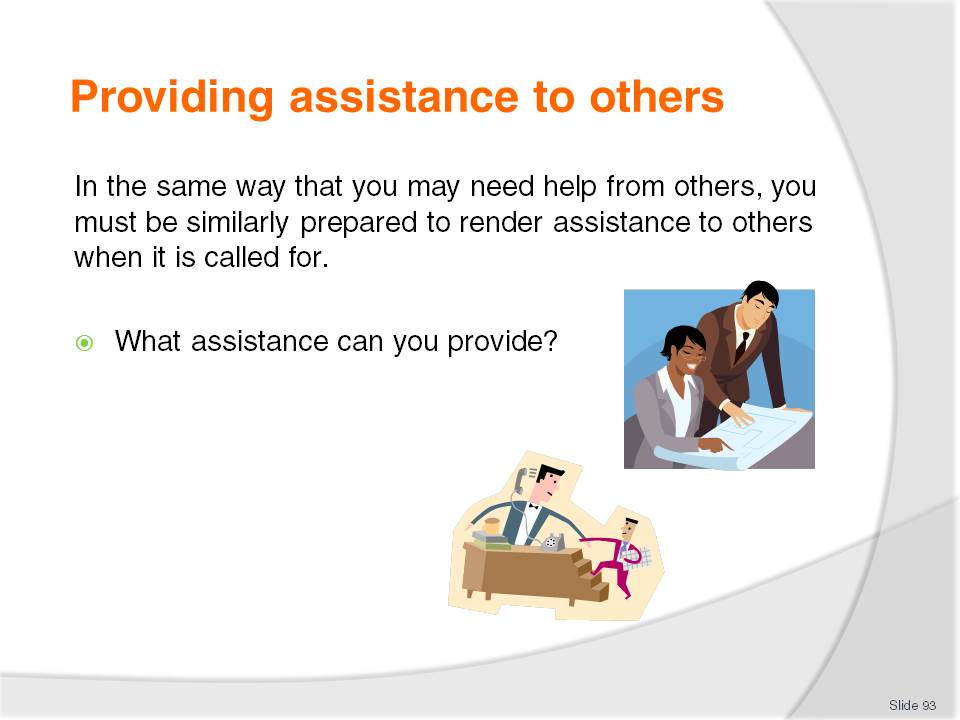 Providing assistance to others
In the same way that you may need help from others, you
must be similarly prepared to render assistance to others
when it is called for.
What assistance can you provide?
Slide 93